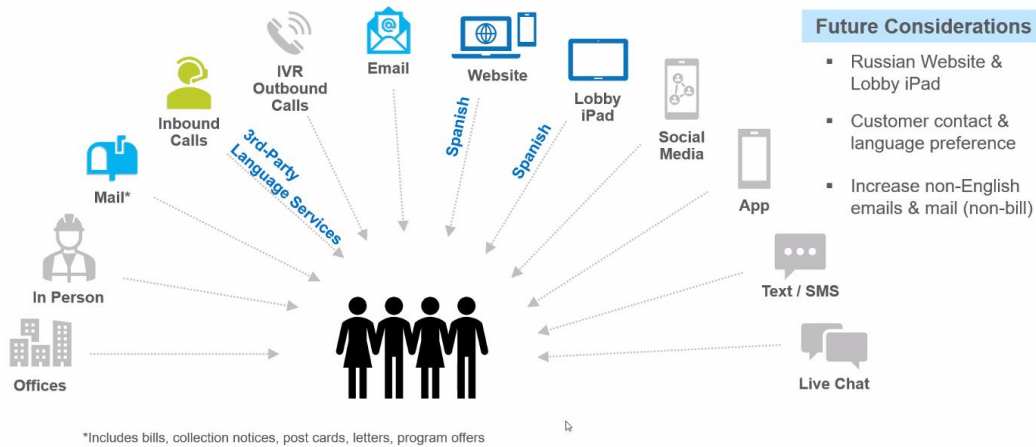 Offices
In Person
Mail*
Inbound
Calls
3rd-Party
Language Services
IVR
Outbound
Calls
Email
Website
Spanish
Lobby
iPad
Spanish
Social
Media
App
Text / SMS
Live Chat
Future Considerations
▪ Russian Website &
Lobby iPad
▪ Customer contact &
language preference
▪ Increase non-English
emails & mail (non-bill)
*Includes bills, collection notices, post cards, letters, program offers